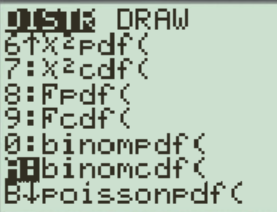 DISTR DRAW
6↑X²pdf(
7:X²cdf(
8:Fpdf(
9:Fcdf(
0:binompdf(
A:binomcdf(
B↓poissonpdf(